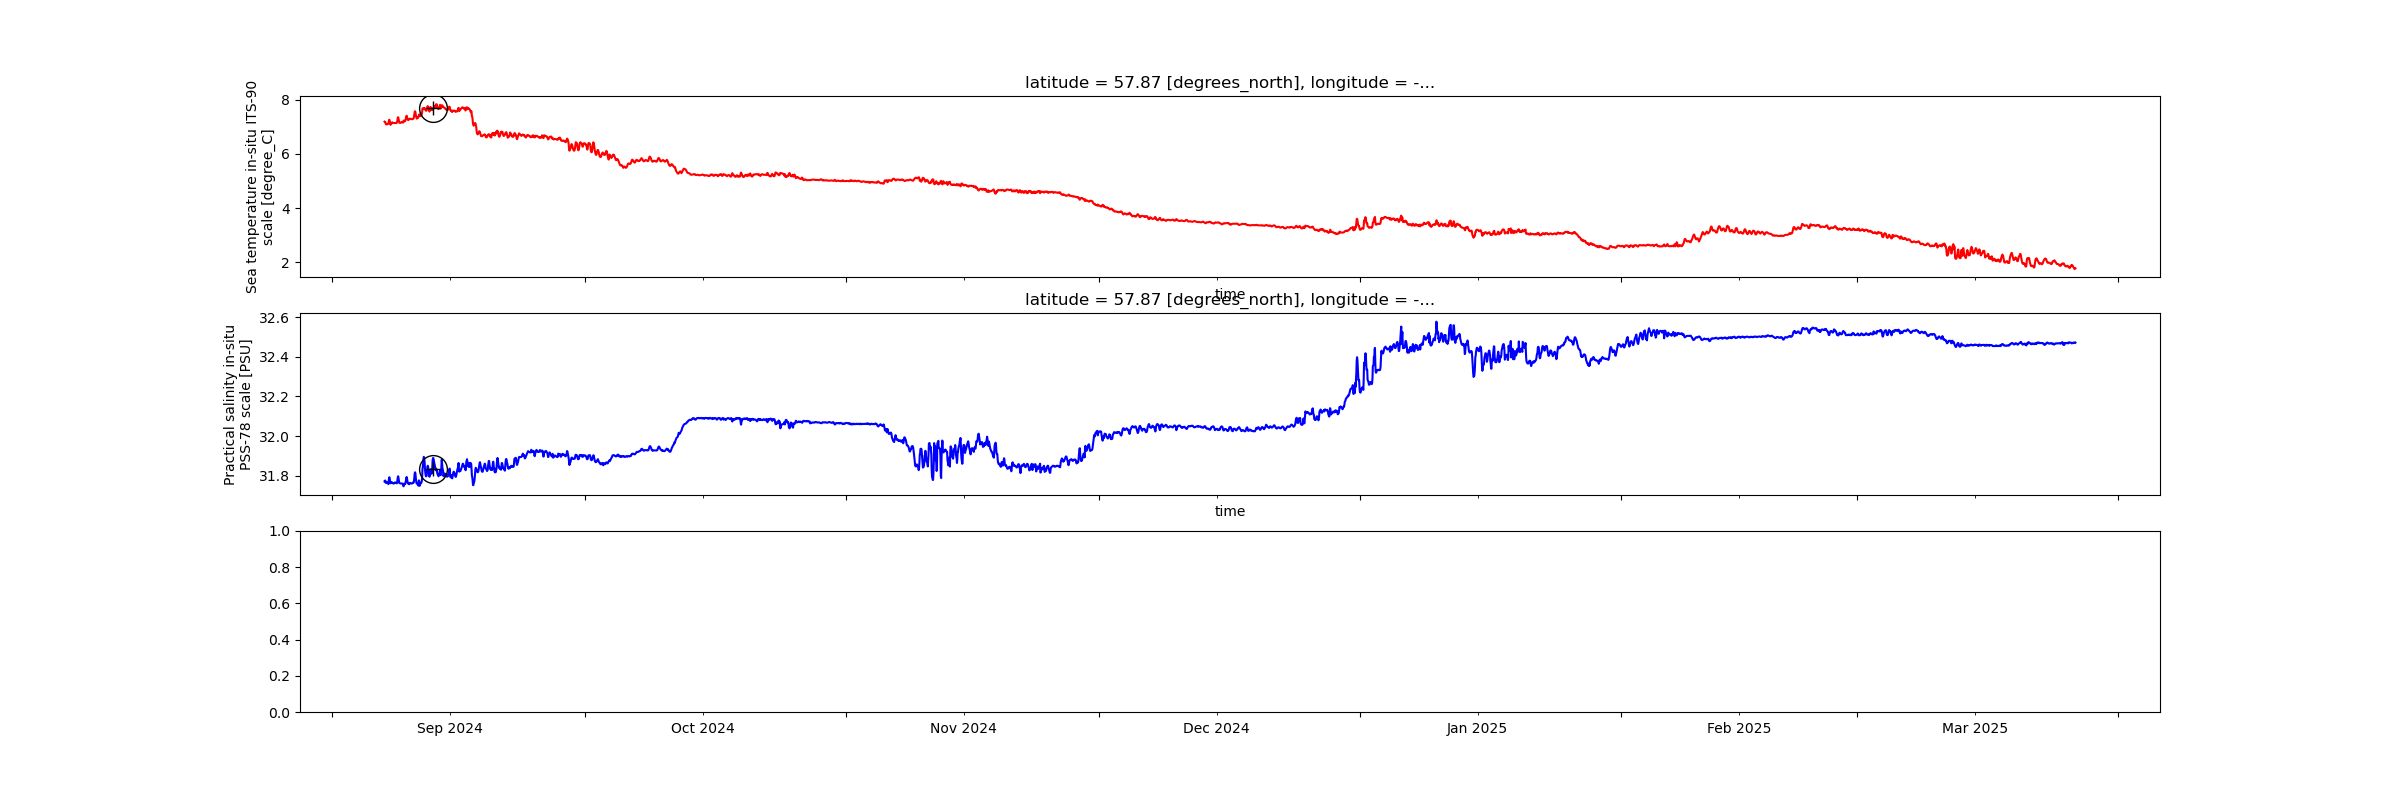 latitude = 57.87 [degrees_north], longitude = -...
Sea temperature in-situ ITS-90
scale [degree_C]
8
6
4
2
time
latitude = 57.87 [degrees_north], longitude = -...
Practical salinity in-situ
PSS-78 scale [PSU]
32.6
32.4
32.2
32.0
31.8
time
1.0
0.8
0.6
0.4
0.2
0.0
Sep 2024 Oct 2024 Nov 2024 Dec 2024 Jan 2025 Feb 2025 Mar 2025